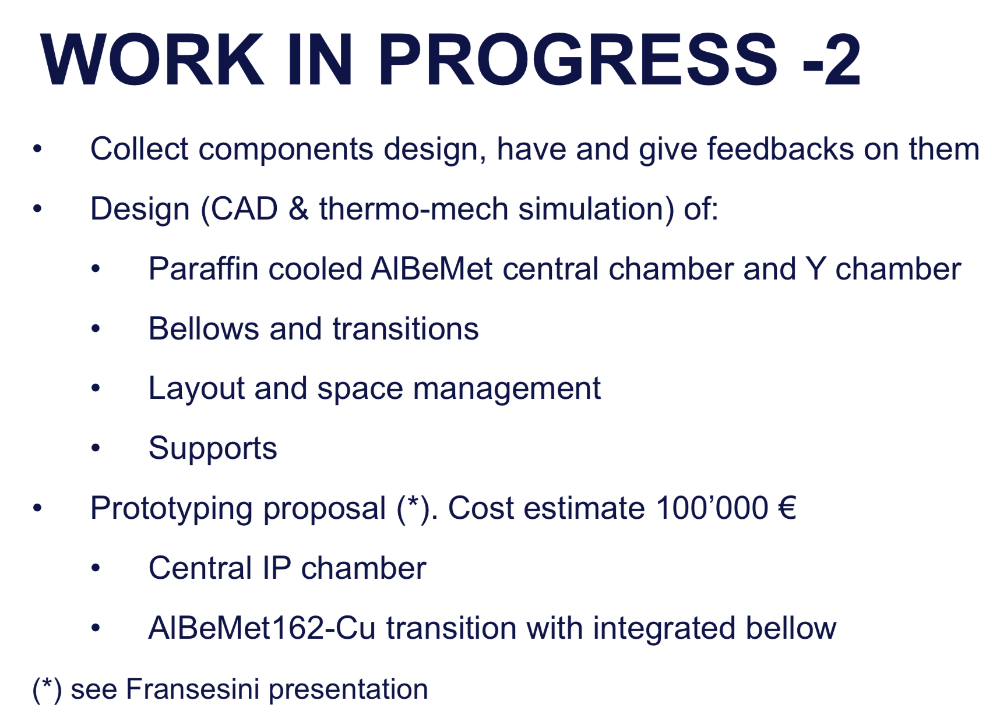 WORK IN PROGRESS -2
• Collect components design, have and give feedbacks on them
• Design (CAD & thermo-mech simulation) of:
• Paraffin cooled AlBeMet central chamber and Y chamber
• Bellows and transitions
• Layout and space management
• Supports
• Prototyping proposal (*). Cost estimate 100’000 €
• Central IP chamber
• AlBeMet162-Cu transition with integrated bellow
(*) see Fransesini presentation